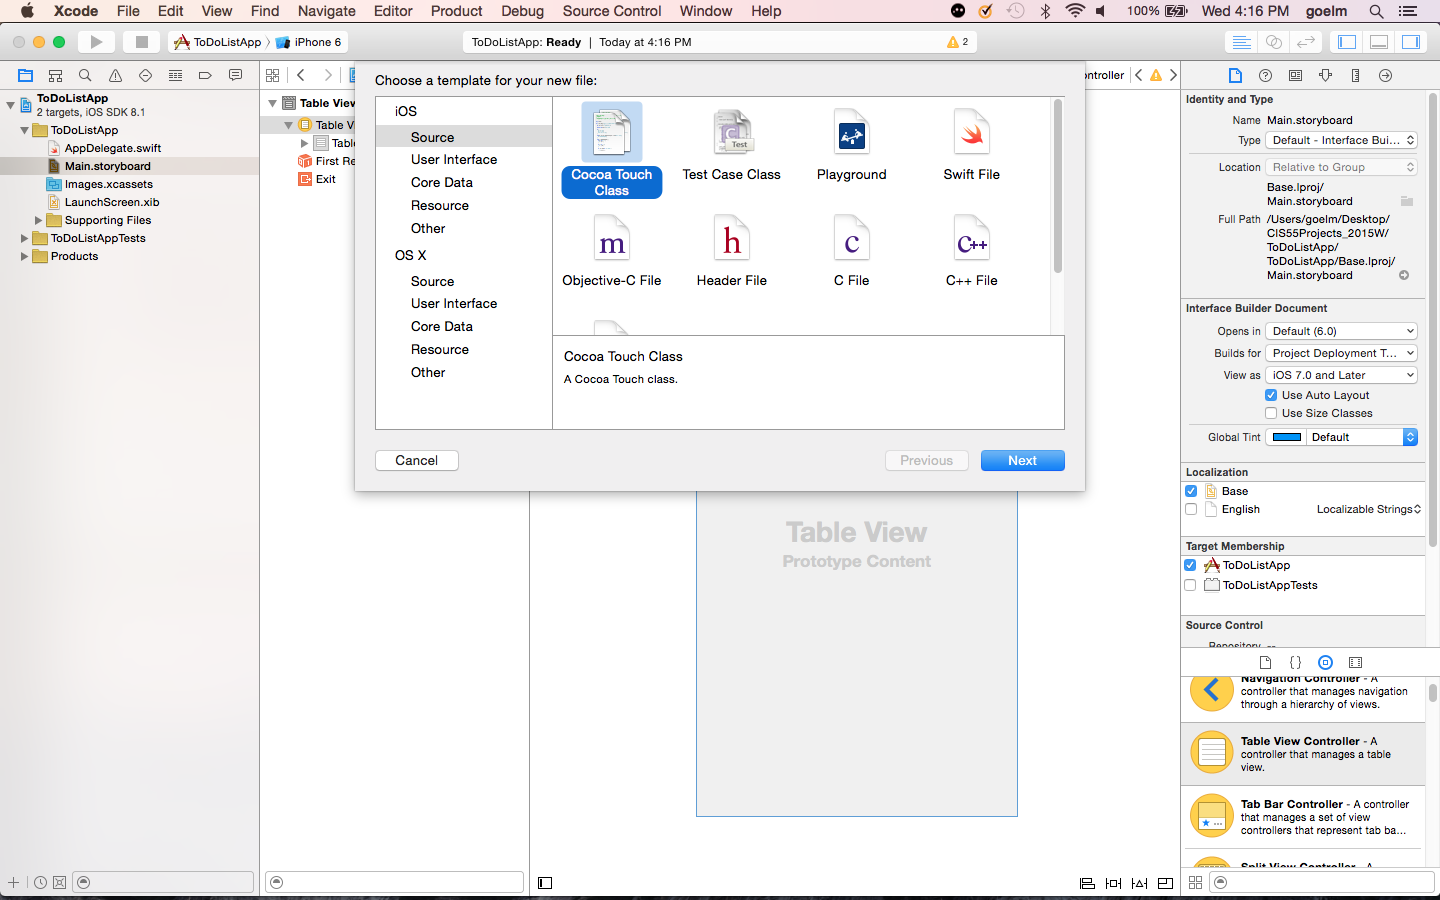 Xcode File Edit View Find Navigate Editor Product Debug Source Control Window Help
100% Wed 4:16 PM goelm
ToDoListApp iPhone 6
ToDoListApp: Ready | Today at 4:16 PM
2
ToDoListApp
2 targets, iOS SDK 8.1
ToDoListApp
AppDelegate.swift
Main.storyboard
Images.xcassets
LaunchScreen.xib
Supporting Files
ToDoListAppTests
Products
Table View
Table V
Table
First Re
Exit
Choose a template for your new file:
iOS
Source
User Interface
Core Data
Resource
Other
OS X
Source
User Interface
Core Data
Resource
Other
Cocoa Touch
Class
C
Test
Test Case Class
Playground
Swift File
m
Objective-C File
h
Header File
c
C File
C++
C++ File
Cocoa Touch Class
A Cocoa Touch class.
Cancel
Previous
Next
Table View
Prototype Content
ontroller
Identity and Type
Name Main.storyboard
Type Default - Interface Bui...
Location Relative to Group
Base.lproj/
Main.storyboard
Full Path /Users/goelm/Desktop/
CIS55Projects_2015W/
ToDoListApp/
ToDoListApp/Base.lproj/
Main.storyboard
Interface Builder Document
Opens in Default (6.0)
Builds for Project Deployment T...
View as iOS 7.0 and Later
Use Auto Layout
Use Size Classes
Global Tint Default
Localization
Base
English Localizable Strings
Target Membership
ToDoListApp
ToDoListAppTests
Source Control
Repository --
Navigation Controller - A
controller that manages navigation
through a hierarchy of views.
Table View Controller - A
controller that manages a table
view.
Tab Bar Controller - A controller
that manages a set of view
controllers that represent tab ba...
Split View Controller - A